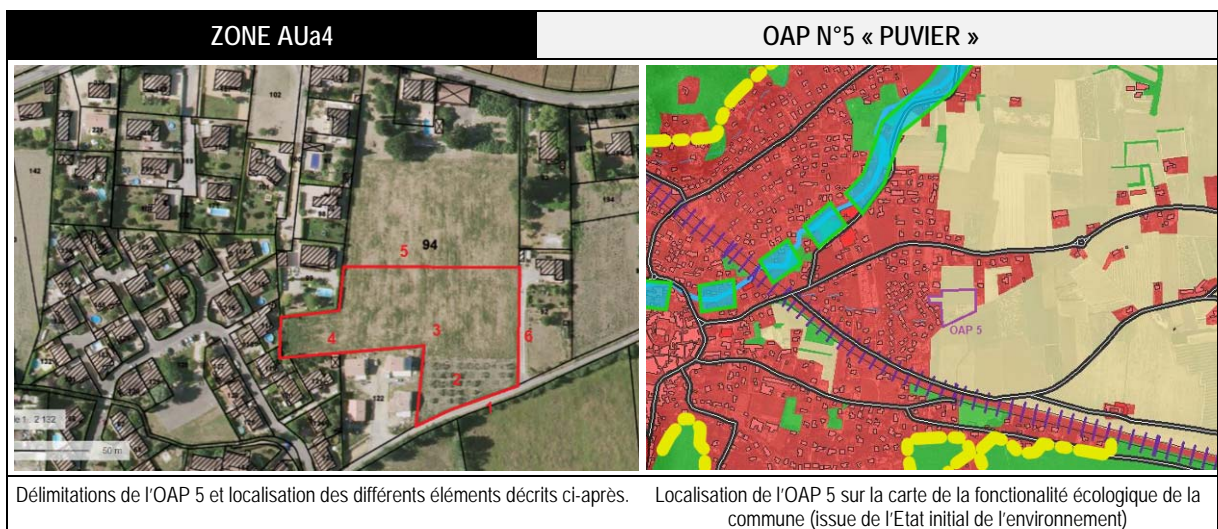 ZONE AUa4
OAP N°5 « PUVIER »
102
142
194
94
5
3
4
6
2
1
122
50 m
OAP 5
Délimitations de l'OAP 5 et localisation des différents éléments décrits ci-après.
Localisation de l'OAP 5 sur la carte de la fonctionalité écologique de la
commune (issue de l'Etat initial de l'environnement)